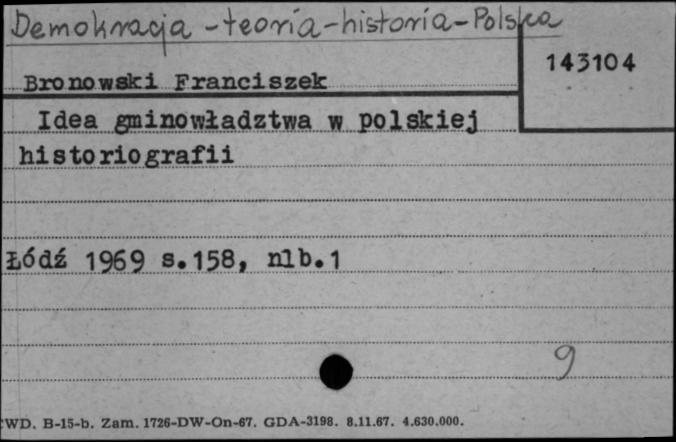 Demokracja - teoria - historia - Polska
143104
Bronowski Franciszek
Idea gminowładztwa w polskiej
historiografii
Łódź 1969 s.158, nlb.1
9
WD. B-15-b. Zam. 1726-DW-On-67. GDA-3198. 8.11.67. 4.630.000.